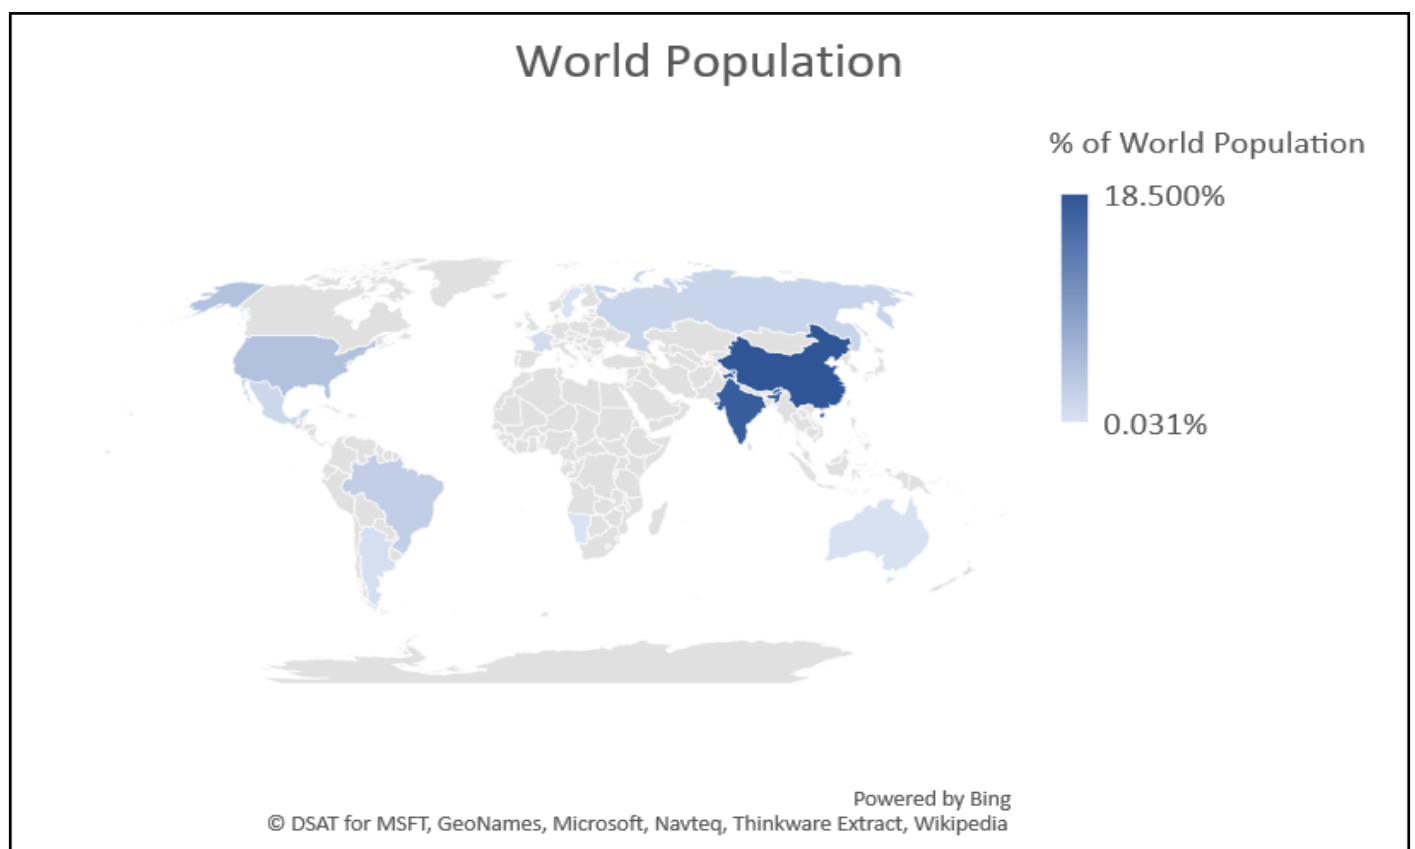 World Population
% of World Population
18.500%
0.031%
Powered by Bing
© DSAT for MSFT, GeoNames, Microsoft, Navteq, Thinkware Extract, Wikipedia